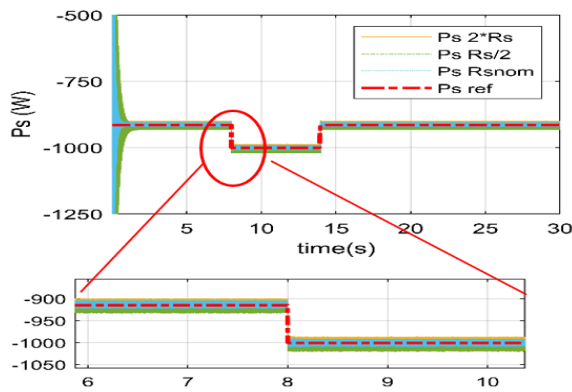 -500
-750
-1000
-1250
Ps (W)
Ps 2*Rs
Ps Rs/2
Ps Rsnom
Ps ref
5 10 15 20 25 30
time(s)
-900
-950
-1000
-1050
6 7 8 9 10